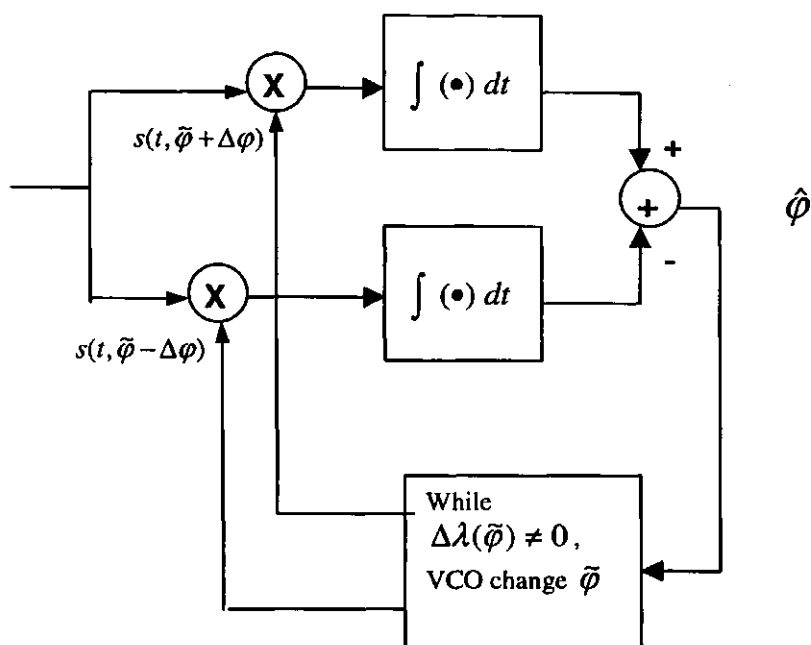 X
∫ (•) dt
s(t, φ̃ + Δφ)
+
+
φ̂
-
X
∫ (•) dt
s(t, φ̃ − Δφ)
While
Δλ(φ̃) ≠ 0 ,
VCO change φ̃